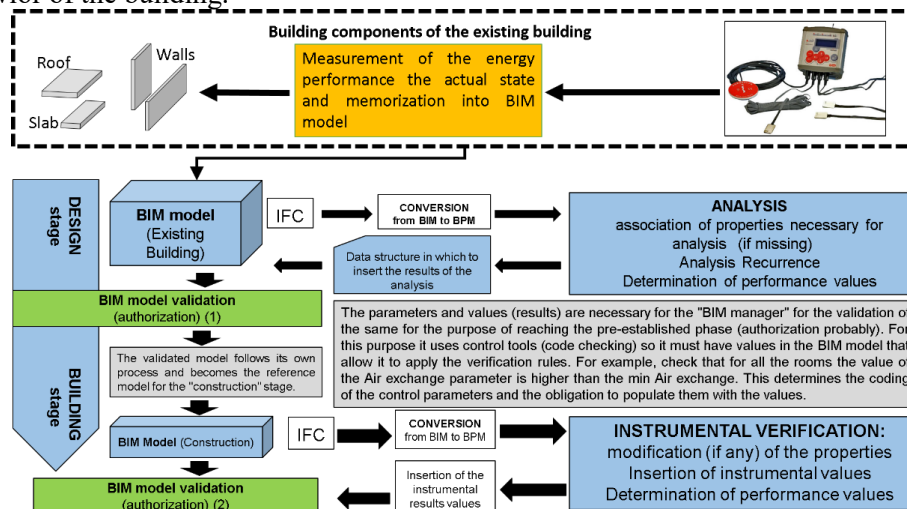 vior of the building.
Building components of the existing building
Roof
Walls
Slab
Measurement of the energy
performance the actual state
and memorization into BIM
model
DESIGN
stage
BIM model
(Existing
Building)
IFC
CONVERSION
from BIM to BPM
ANALYSIS
association of properties necessary for
analysis (if missing)
Analysis Recurrence
Determination of performance values
Data structure in which to
insert the results of the
analysis
BIM model validation
(authorization) (1)
The parameters and values (results) are necessary for the "BIM manager" for the validation of
the same for the purpose of reaching the pre-established phase (authorization probably). For
this purpose it uses control tools (code checking) so it must have values in the BIM model that
allow it to apply the verification rules. For example, check that for all the rooms the value of
the Air exchange parameter is higher than the min Air exchange. This determines the coding
of the control parameters and the obligation to populate them with the values.
The validated model follows its own
process and becomes the reference
model for the "construction" stage.
BUILDING
stage
BIM Model (Construction)
IFC
CONVERSION
from BIM to BPM
INSTRUMENTAL VERIFICATION:
modification (if any) of the properties
Insertion of instrumental values
Determination of performance values
Insertion of the
instrumental
results values
BIM model validation
(authorization) (2)